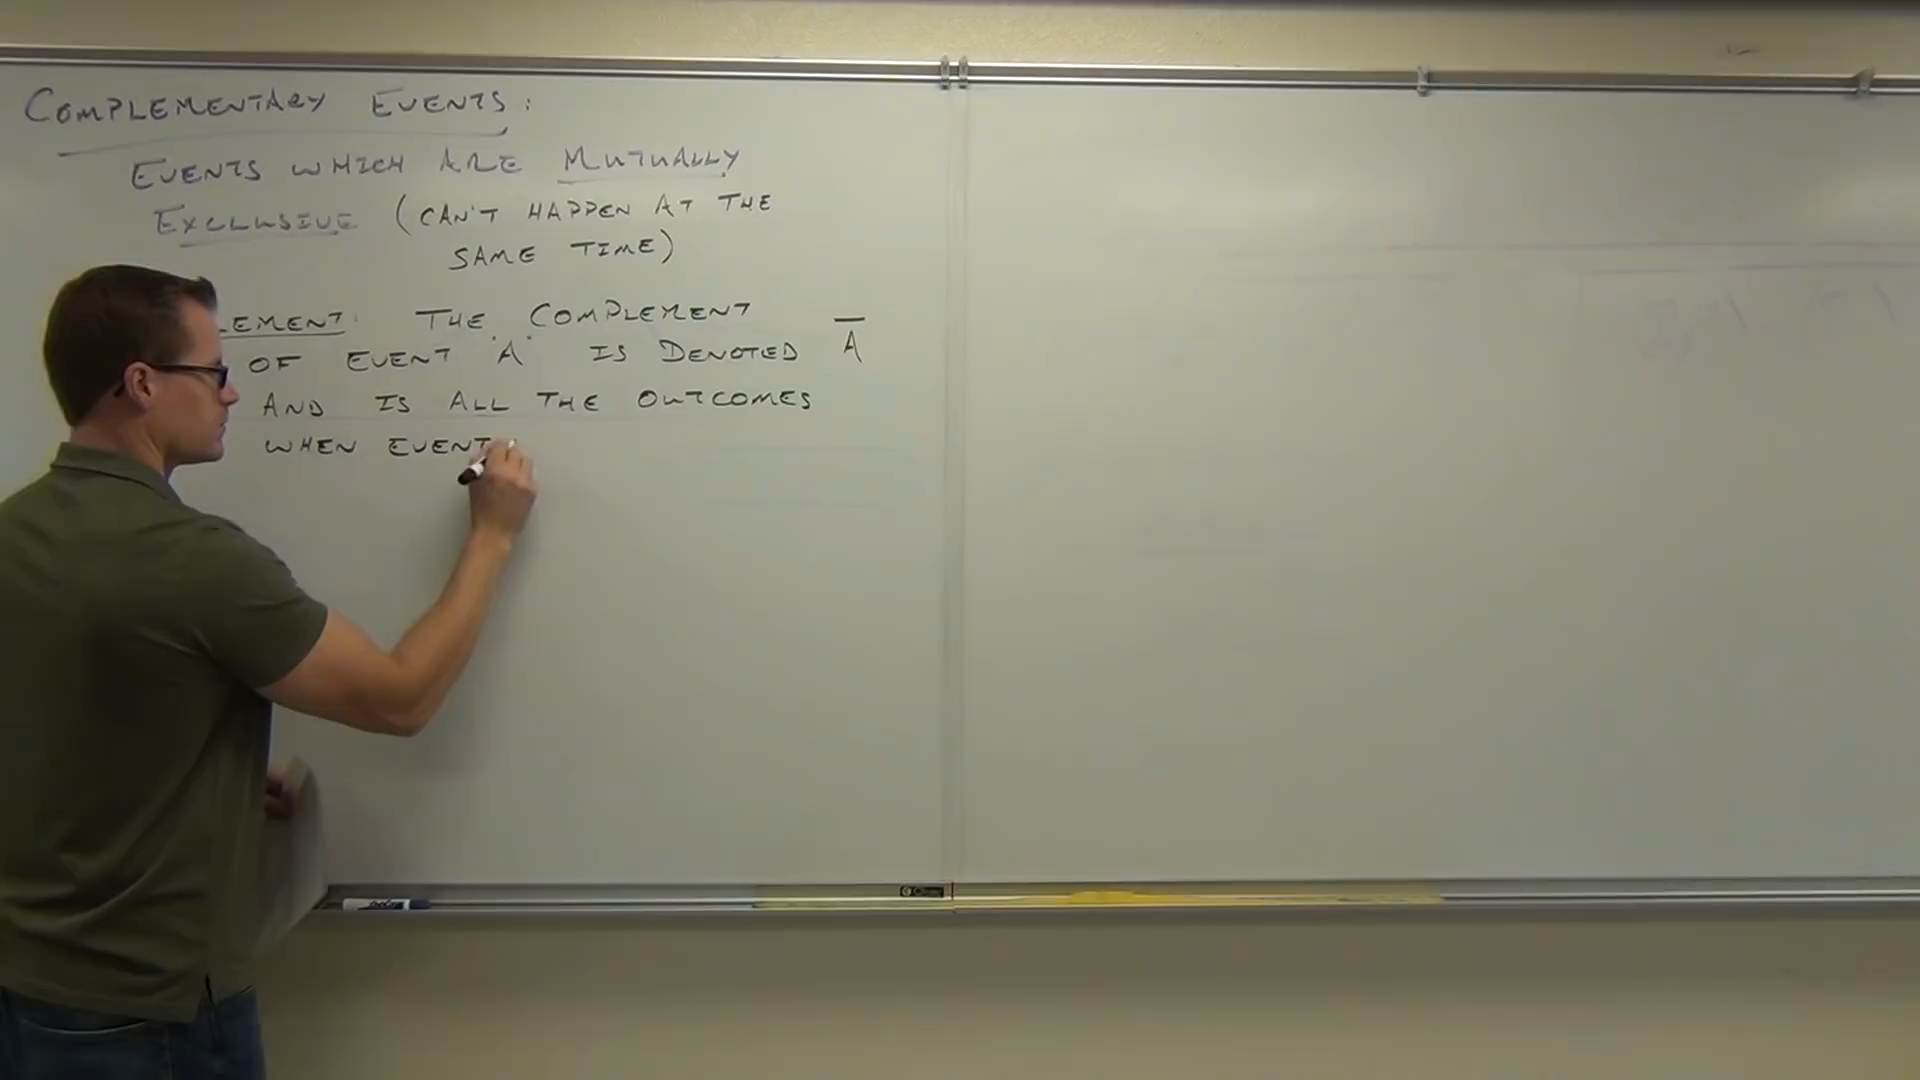 COMPLEMENTARY EVENTS:
EVENTS WHICH ARE MUTUALLY
EXCLUSIVE (CAN'T HAPPEN AT THE
SAME TIME)
LEMENT: THE COMPLEMENT
OF EVENT "A" IS DENOTED A̅
AND IS ALL THE OUTCOMES
WHEN EVENT